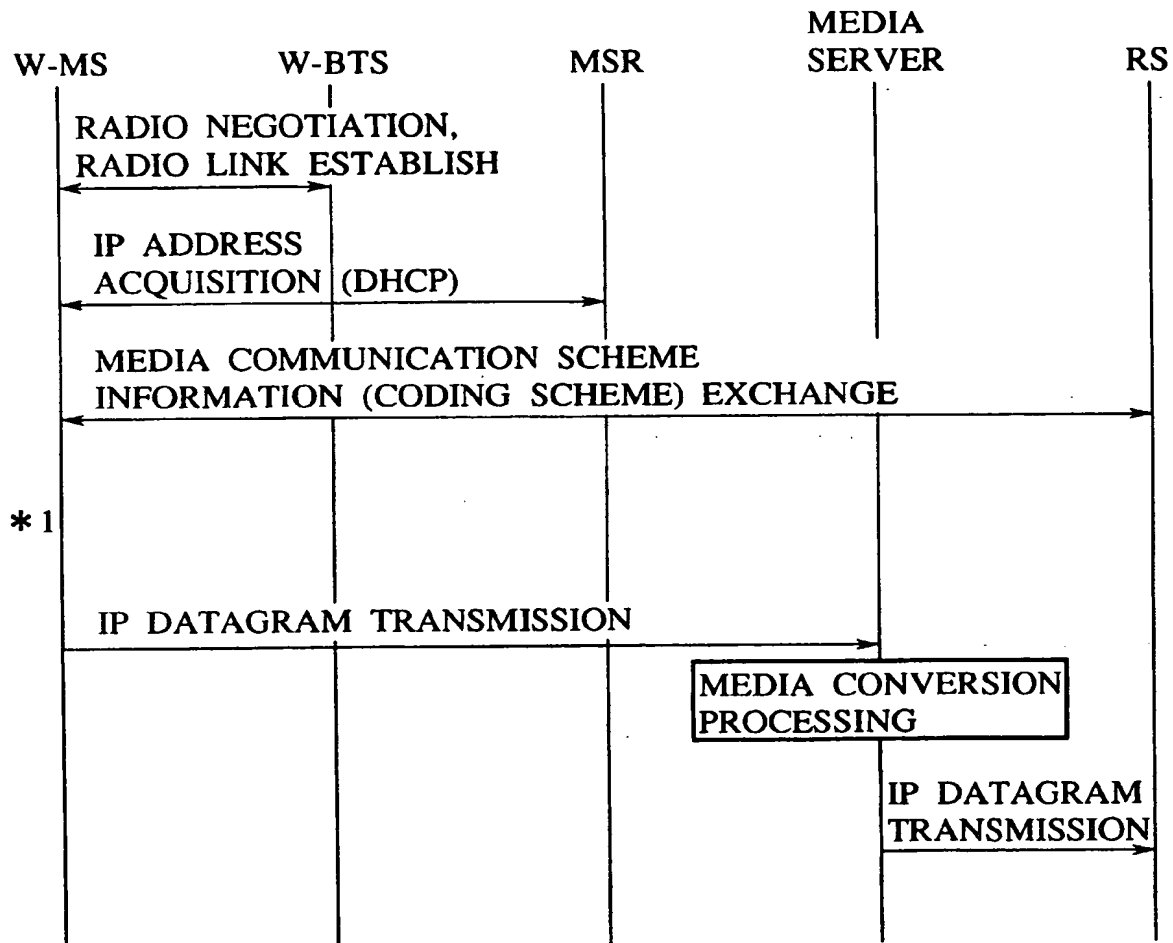 MEDIA
SERVER
W-MS W-BTS MSR RS
RADIO NEGOTIATION,
RADIO LINK ESTABLISH
IP ADDRESS
ACQUISITION (DHCP)
MEDIA COMMUNICATION SCHEME
INFORMATION (CODING SCHEME) EXCHANGE
*1
IP DATAGRAM TRANSMISSION
MEDIA CONVERSION
PROCESSING
IP DATAGRAM
TRANSMISSION